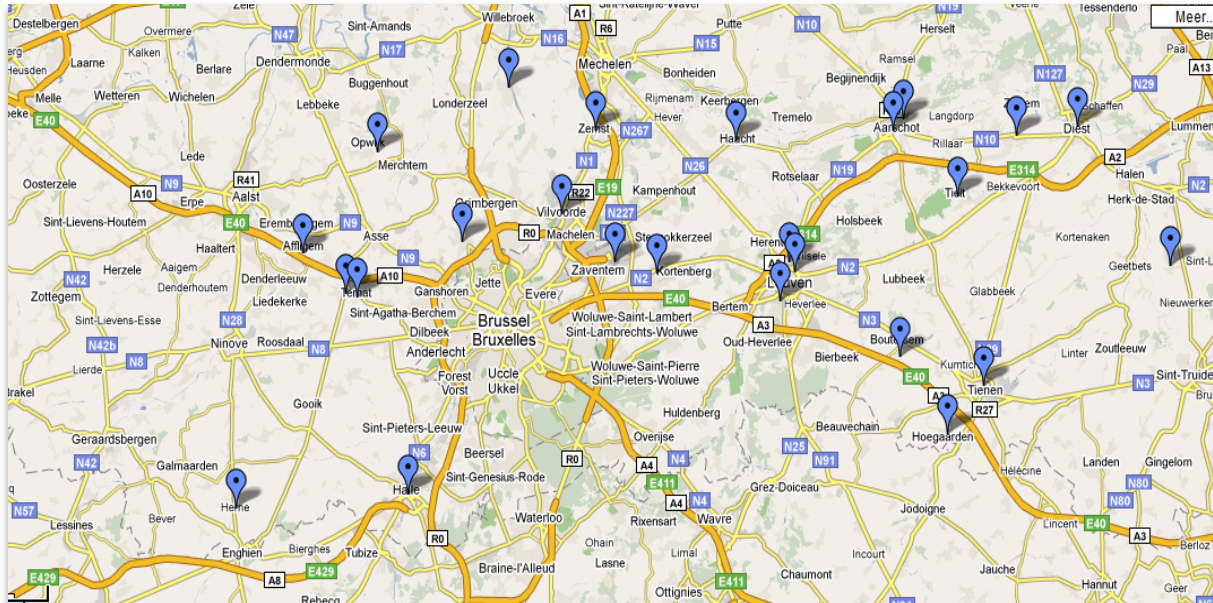 Destelbergen
Overmere
Zele
N47
Sint-Amands
Willebroek
A1
Sint-Katelijne-Waver
R6
Putte
N10
N19
Herselt
Veerle
Tessenderlo
Meer..
Laarne
Kalken
Berlare
Dendermonde
N17
N16
Mechelen
N15
Bonheiden
Ramsel
Begijnendijk
N127
Paal
A13
Heusden
Melle
Wetteren
Wichelen
Lebbeke
Buggenhout
Londerzeel
Rijmenam
Keerbergen
Hever
Tremelo
Langdorp
Schaffen
N29
E40
Lede
Opwijk
Zemst
N267
Haacht
Aarschot
Rillaar
N10
Diest
Lummen
Oosterzele
N9
Erpe
A10
R41
Aalst
Merchtem
N1
N26
N19
Rotselaar
E314
A2
Halen
N2
Tielt
Bekkevoort
Herk-de-Stad
Sint-Lievens-Houtem
E40
Erembodegem
N9
Grimbergen
R22
E19
Kampenhout
Vilvoorde
N227
Holsbeek
Kortenaken
Haaltert
Affligem
Asse
N9
R0
Machelen
Steenokkerzeel
Herent
N42
Herzele
Aaigem
Denderleeuw
A10
Jette
Zaventem
N2
Kortenberg
N2
Lubbeek
Geetbets
Zottegem
Denderhoutem
Liedekerke
Ternat
Ganshoren
Evere
E40
Leuven
Heverlee
Glabbeek
Nieuwerkerken
Sint-Lievens-Esse
N28
Sint-Agatha-Berchem
Brussel
Bruxelles
Woluwe-Saint-Lambert
Sint-Lambrechts-Woluwe
Bertem
A3
N3
N42b
Ninove
Roosdaal
N8
Dilbeek
Oud-Heverlee
Boutersem
Linter
Zoutleeuw
Lierde
N8
Anderlecht
Bierbeek
Kumtich
Forest
Vorst
Uccle
Ukkel
Woluwe-Saint-Pierre
Sint-Pieters-Woluwe
E40
Tienen
N3
Sint-Truiden
Gooik
Huldenberg
R27
Geraardsbergen
Sint-Pieters-Leeuw
Overijse
Beauvechain
Hoegaarden
N42
Galmaarden
N6
Beersel
R0
A4
N4
N25
N91
Landen
Gingelom
Sint-Genesius-Rode
E411
Grez-Doiceau
Hélécine
N80
N57
Herne
Halle
A4
N4
N80
Lessines
Bever
Waterloo
Rixensart
Wavre
Jodoigne
Lincent
E40
A3
Enghien
Bierghes
Tubize
R0
Ohain
Lasne
Limal
Incourt
Berloz
E429
A8
E429
Braine-l'Alleud
E411
Chaumont
Jauche
Rebecq
Ottignies
Hannut